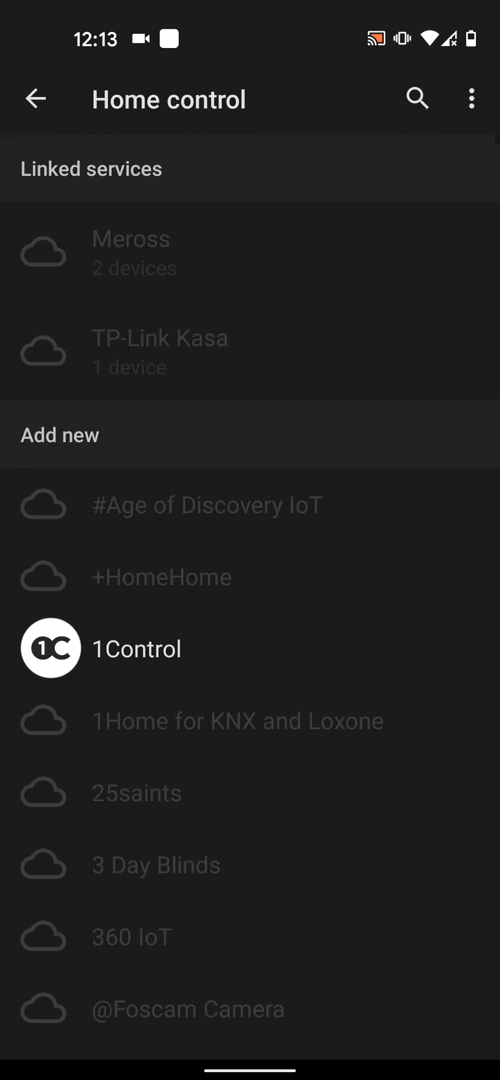 12:13
Home control
Linked services
Meross
2 devices
TP-Link Kasa
1 device
Add new
#Age of Discovery IoT
+HomeHome
1C
1Control
1Home for KNX and Loxone
25saints
3 Day Blinds
360 IoT
@Foscam Camera